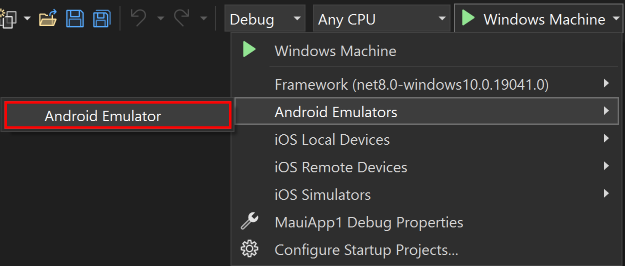 Debug Any CPU Windows Machine
Windows Machine
Framework (net8.0-windows10.0.19041.0)
Android Emulator Android Emulators
iOS Local Devices
iOS Remote Devices
iOS Simulators
MauiApp1 Debug Properties
Configure Startup Projects...